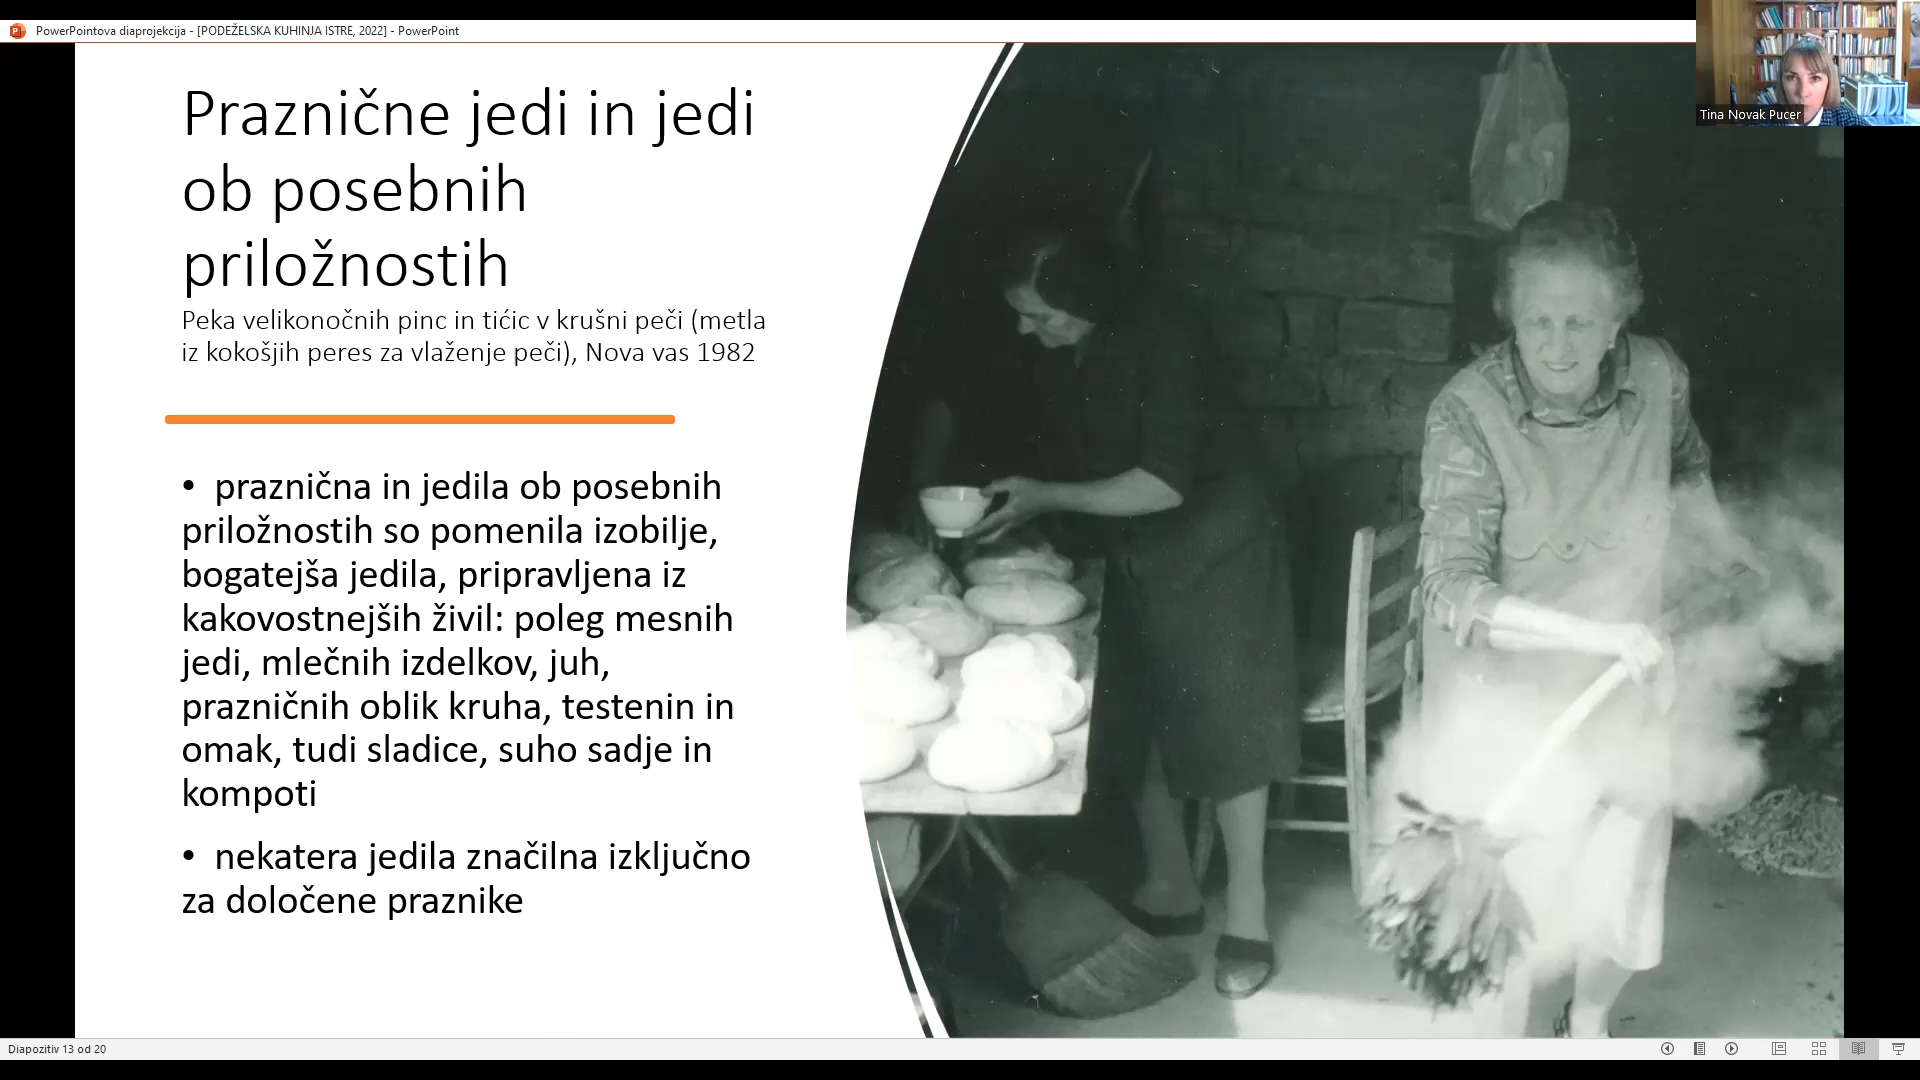 PowerPointova diaprojekcija - [PODEŽELSKA KUHINJA ISTRE, 2022] - PowerPoint
Tina Novak Pucer
Praznične jedi in jedi
ob posebnih
priložnostih
Peka velikonočnih pinc in tićic v krušni peči (metla
iz kokošjih peres za vlaženje peči), Nova vas 1982
• praznična in jedila ob posebnih
priložnostih so pomenila izobilje,
bogatejša jedila, pripravljena iz
kakovostnejših živil: poleg mesnih
jedi, mlečnih izdelkov, juh,
prazničnih oblik kruha, testenin in
omak, tudi sladice, suho sadje in
kompoti
• nekatera jedila značilna izključno
za določene praznike
Diapozitiv 13 od 20